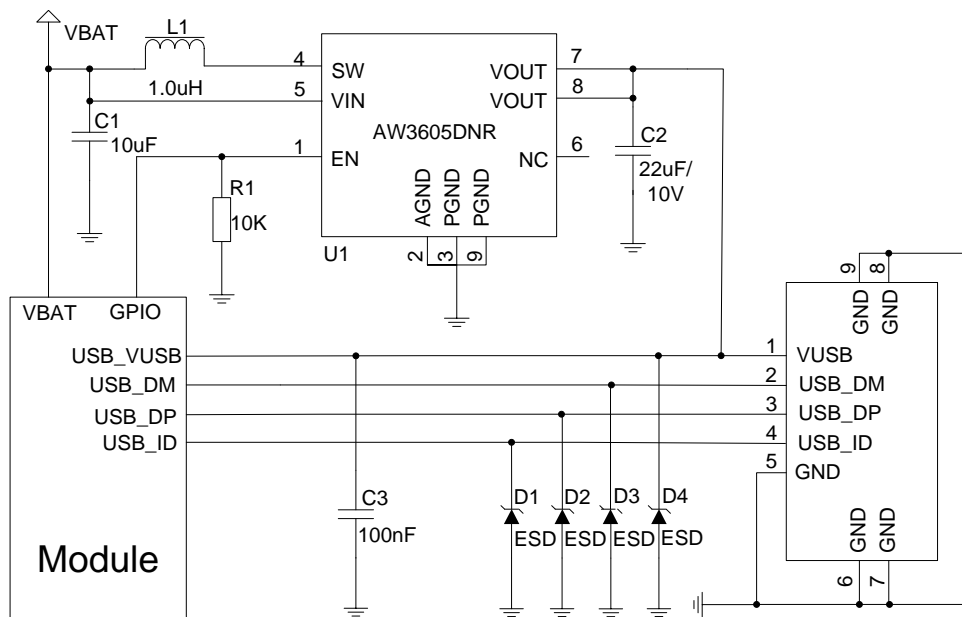 VBAT
L1
1.0uH
C1
10uF
R1
10K
4
5
1
SW
VIN
EN
AW3605DNR
VOUT
VOUT
NC
7
8
6
AGND
PGND
PGND
2
3
9
U1
C2
22uF/
10V
VBAT
GPIO
USB_VUSB
USB_DM
USB_DP
USB_ID
Module
C3
100nF
D1
ESD
D2
ESD
D3
ESD
D4
ESD
9
8
GND
GND
1
VUSB
2
USB_DM
3
USB_DP
4
USB_ID
5
GND
GND
GND
6
7